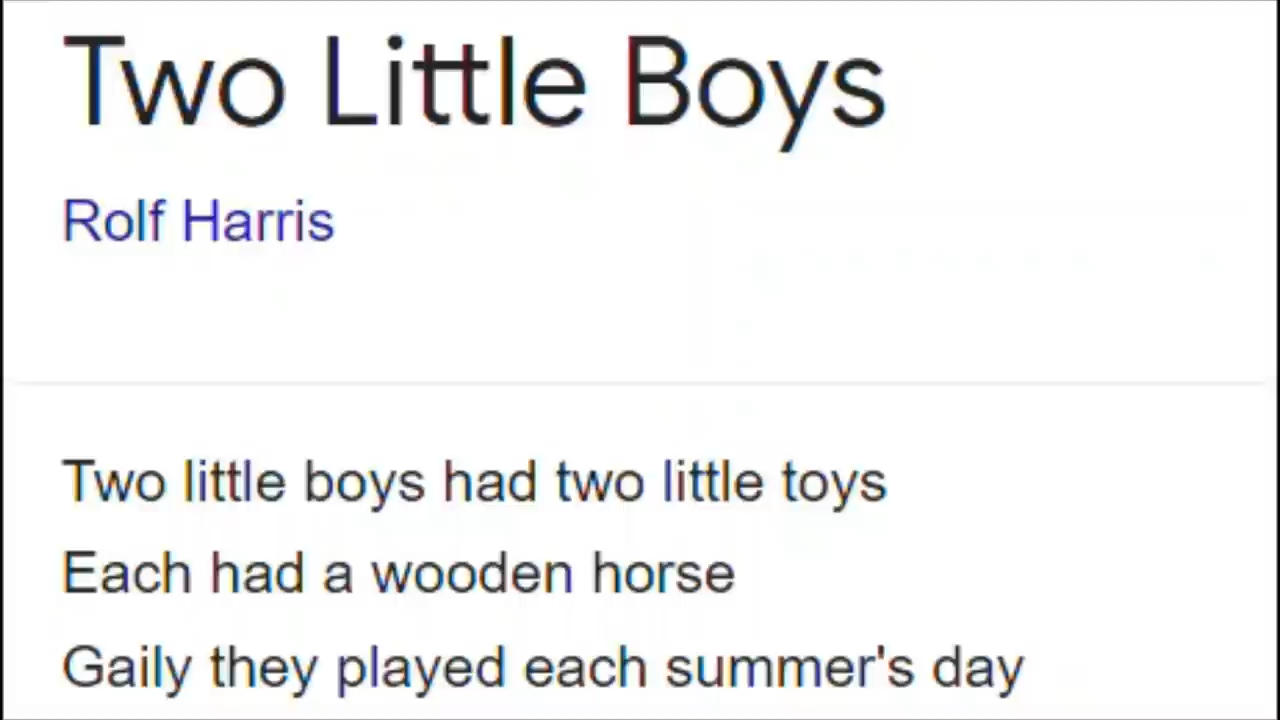 Two Little Boys
Rolf Harris
Two little boys had two little toys
Each had a wooden horse
Gaily they played each summer's day